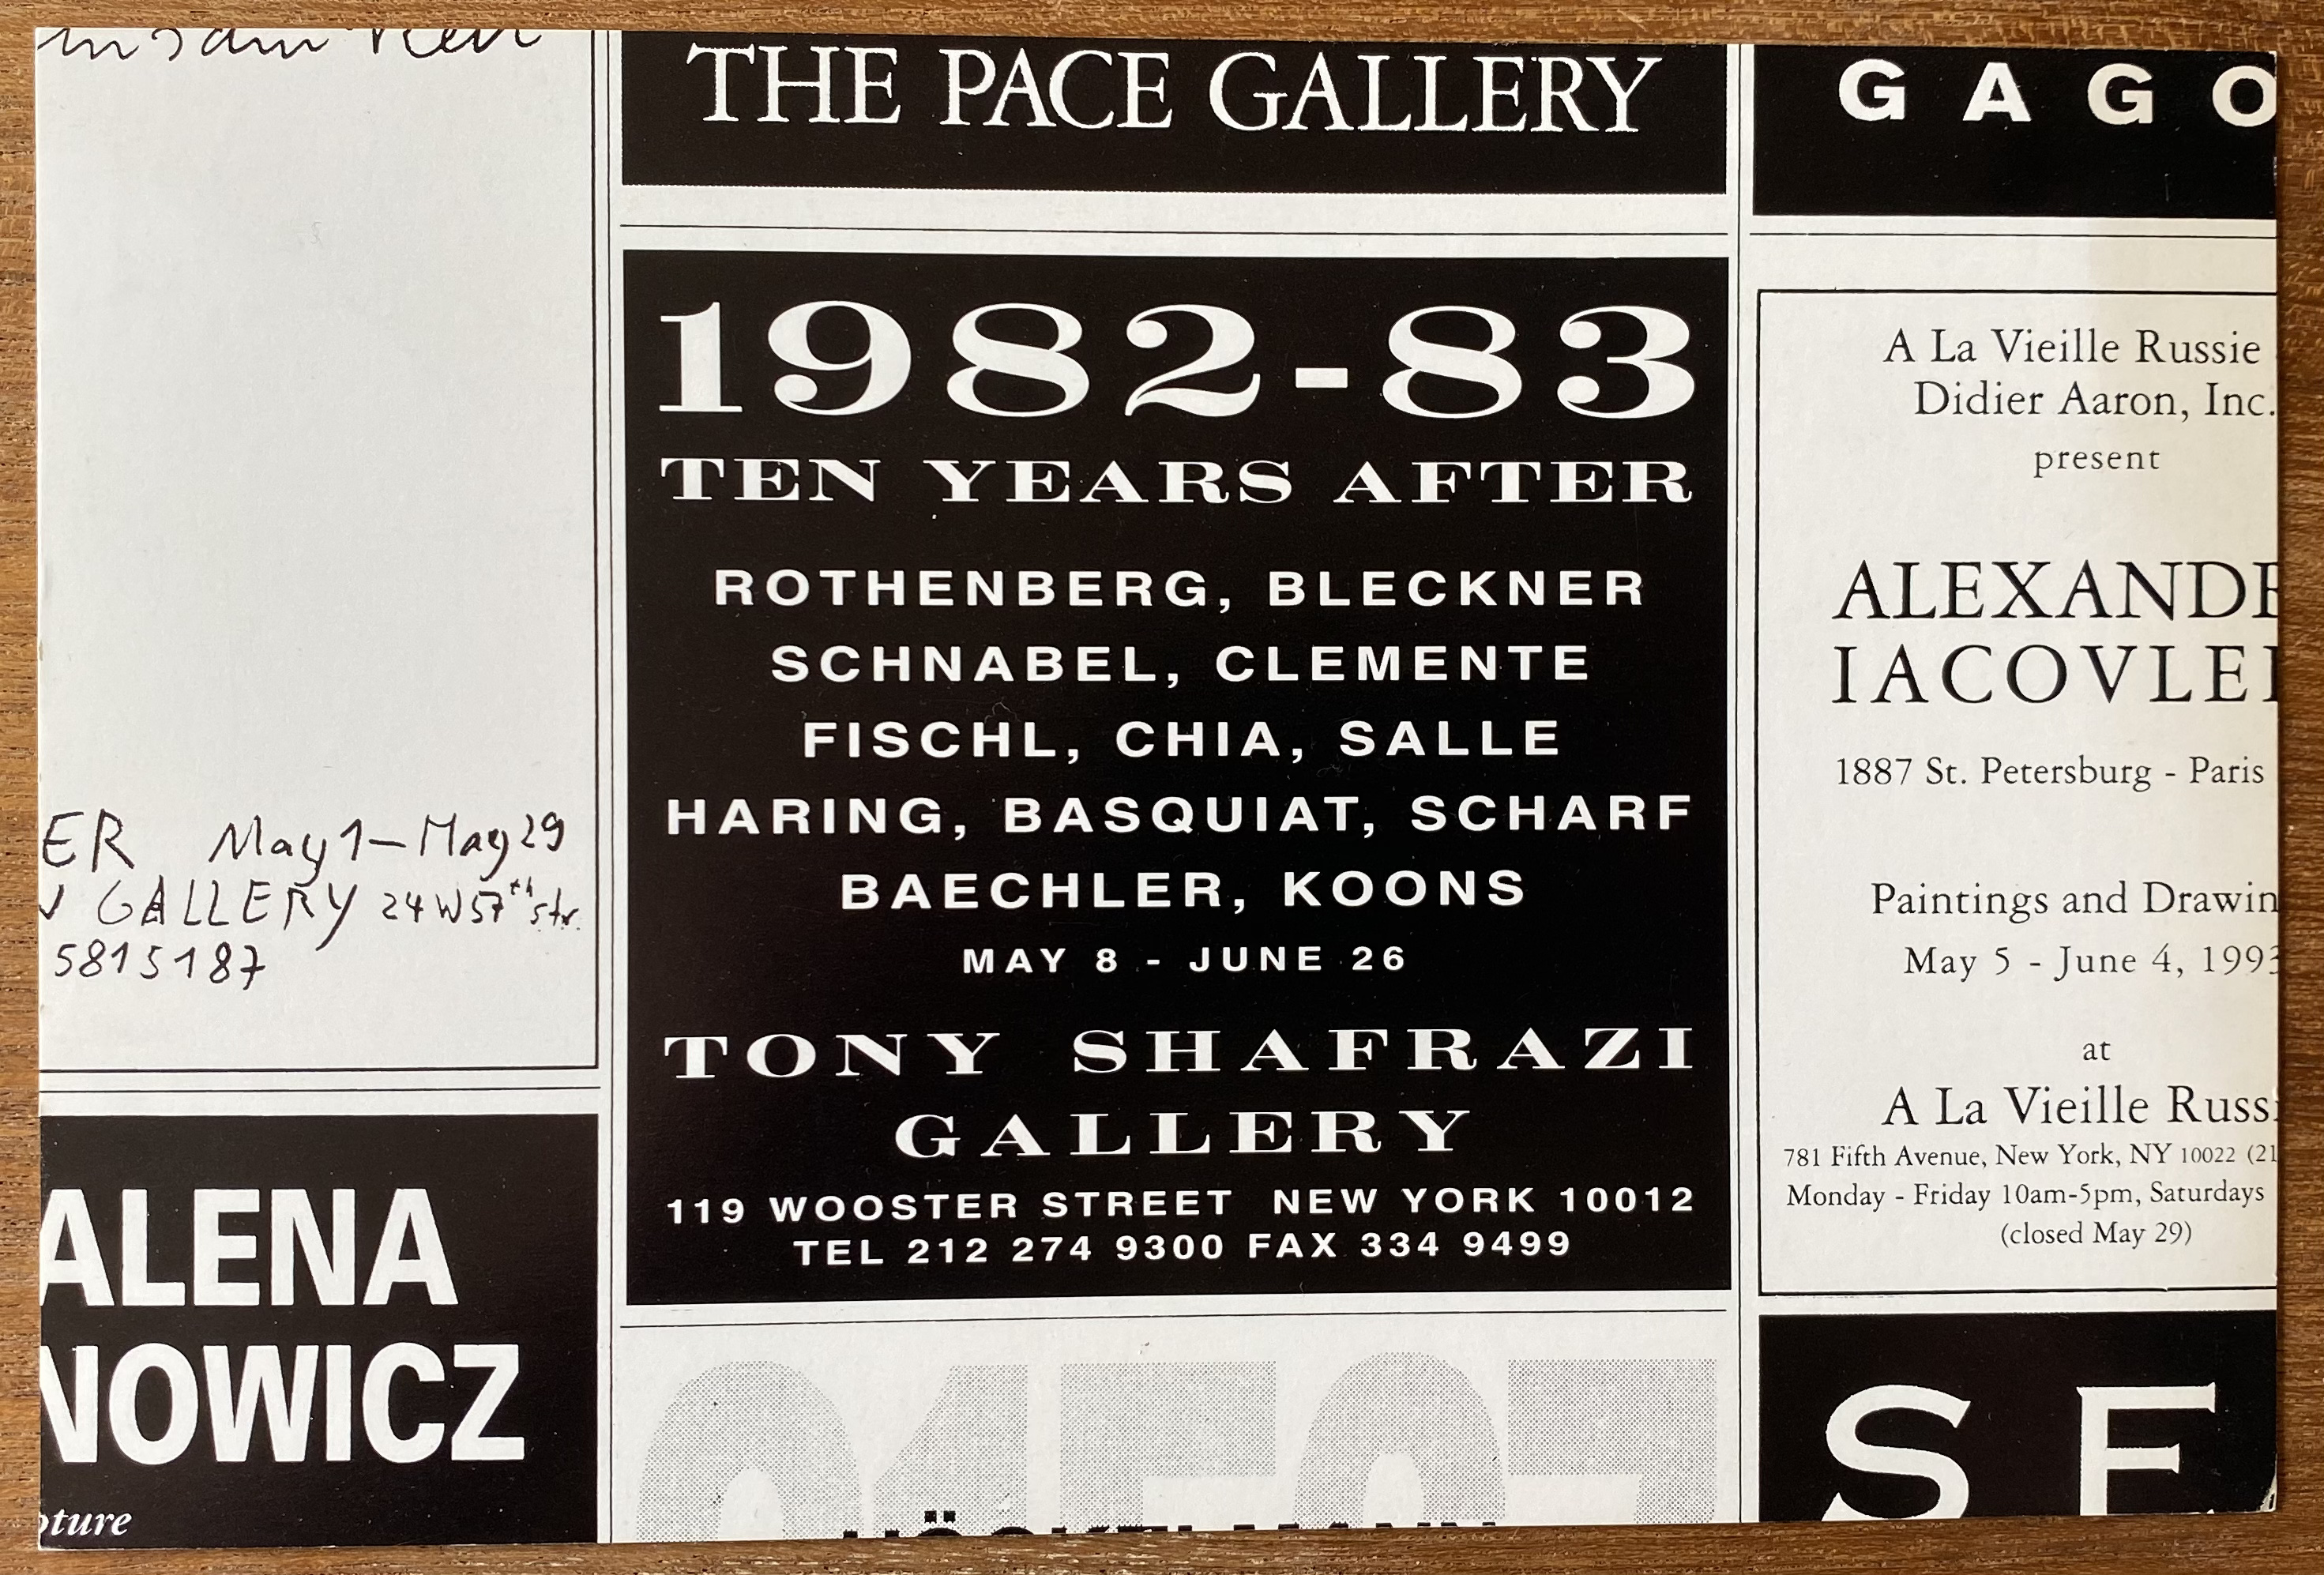 THE PACE GALLERY
GAGO
1982-83
TEN YEARS AFTER
ROTHENBERG, BLECKNER
SCHNABEL, CLEMENTE
FISCHL, CHIA, SALLE
HARING, BASQUIAT, SCHARF
BAECHLER, KOONS
MAY 8 - JUNE 26
TONY SHAFRAZI
GALLERY
119 WOOSTER STREET NEW YORK 10012
TEL 212 274 9300 FAX 334 9499
ER May 1 – May 29
GALLERY 24 W 57th str.
5815187
ALENA
NOWICZ
pture
A La Vieille Russie
Didier Aaron, Inc.
present
ALEXANDE
IACOVLE
1887 St. Petersburg - Paris
Paintings and Drawin
May 5 - June 4, 1993
at
A La Vieille Russi
781 Fifth Avenue, New York, NY 10022 (21
Monday - Friday 10am-5pm, Saturdays
(closed May 29)